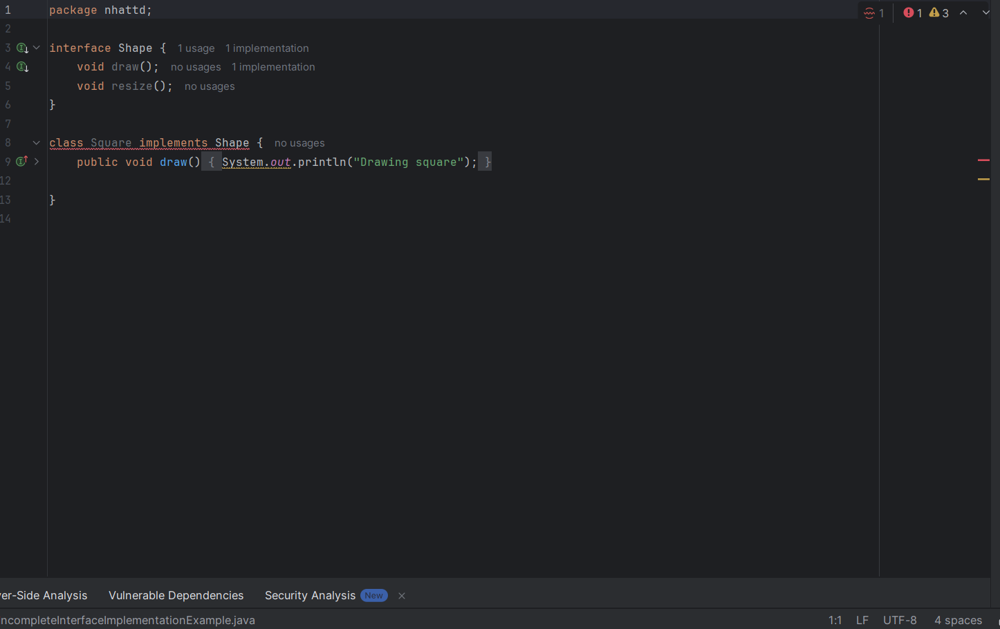 1 package nhattd; 1 1 3
2
3 interface Shape { 1 usage 1 implementation
4 void draw(); no usages 1 implementation
5 void resize(); no usages
6 }
7
8 class Square implements Shape { no usages
9 public void draw() { System.out.println("Drawing square"); }
12
13 }
14
er-Side Analysis Vulnerable Dependencies Security Analysis New
ncompleteInterfaceImplementationExample.java 1:1 LF UTF-8 4 spaces